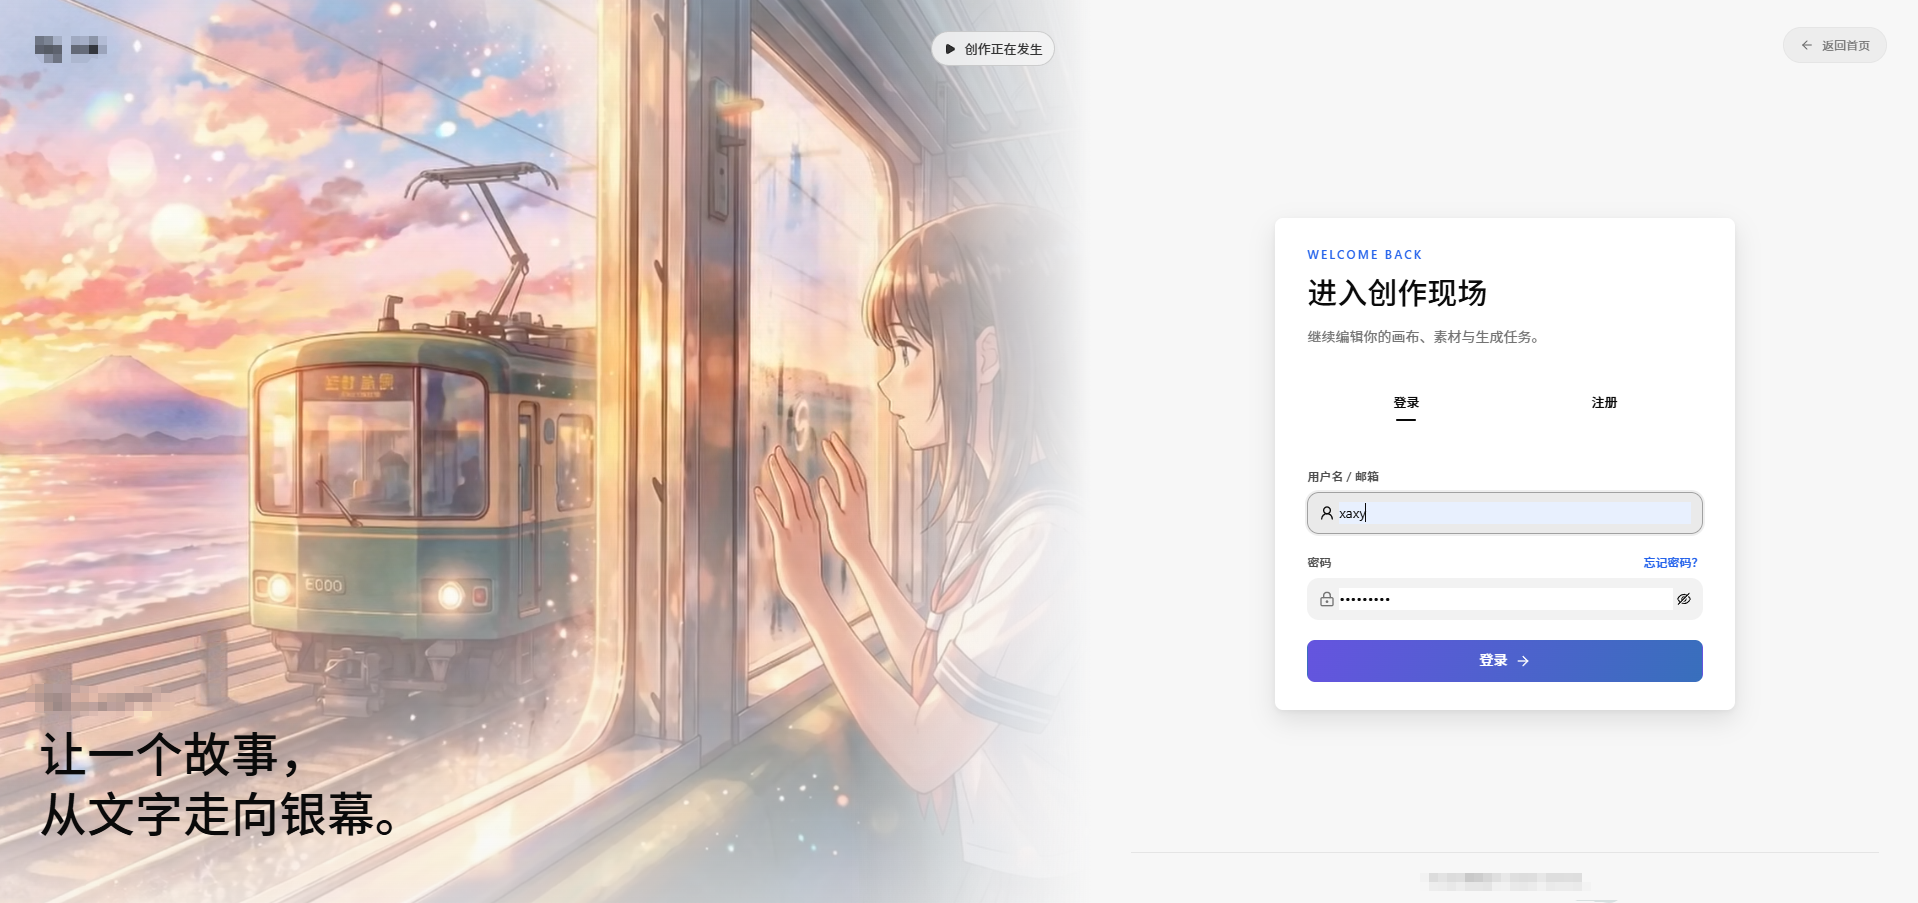 创作正在发生
返回首页
WELCOME BACK
进入创作现场
继续编辑你的画布、素材与生成任务。
登录
注册
用户名 / 邮箱
xaxy
密码
忘记密码？
登录
让一个故事，
从文字走向银幕。